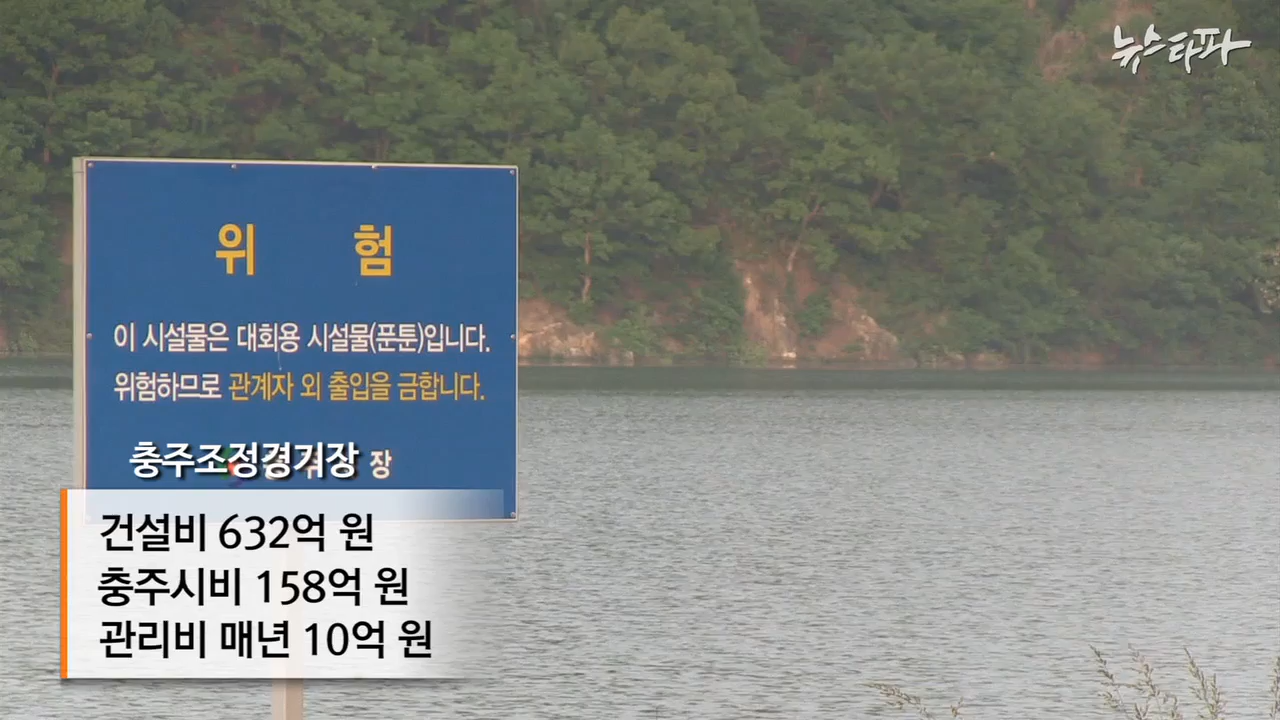 뉴스타파
위 험
이 시설물은 대회용 시설물(푼툰)입니다.
위험하므로 관계자 외 출입을 금합니다.
장
충주조정경기장
건설비 632억 원
충주시비 158억 원
관리비 매년 10억 원